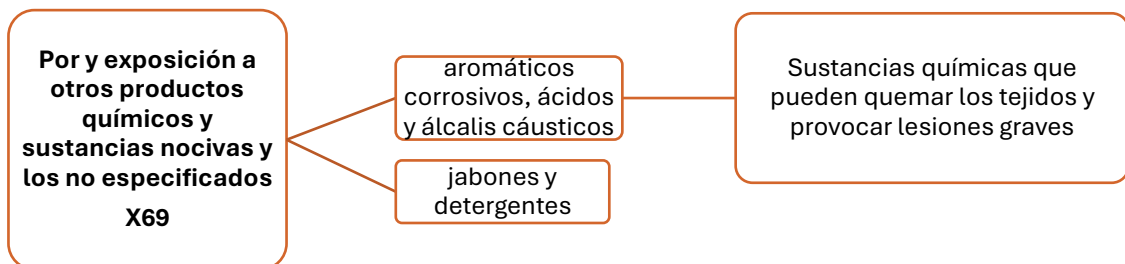 Por y exposición a
otros productos
químicos y
sustancias nocivas y
los no especificados
X69
aromáticos
corrosivos, ácidos
y álcalis cáusticos
jabones y
detergentes
Sustancias químicas que
pueden quemar los tejidos y
provocar lesiones graves